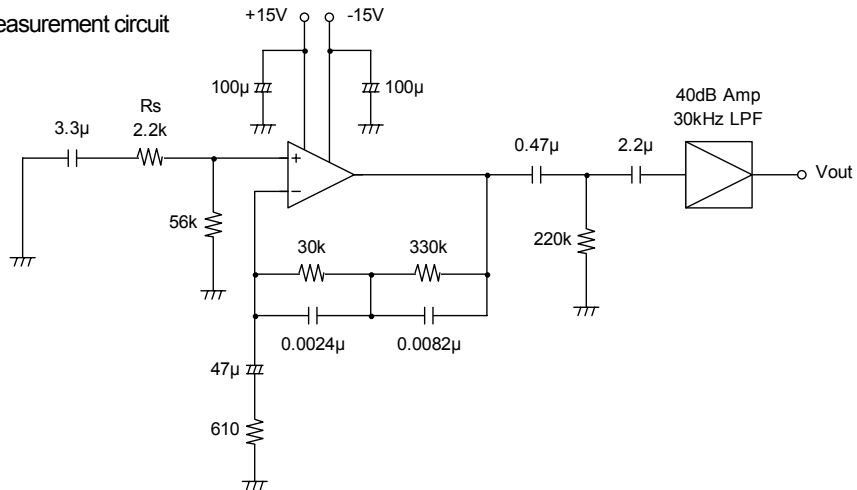 easurement circuit
+15V -15V
100µ 100µ
40dB Amp
30kHz LPF
Rs
3.3µ 2.2k
0.47µ 2.2µ
+
Vout
−
56k
30k 330k
220k
0.0024µ 0.0082µ
47µ
610